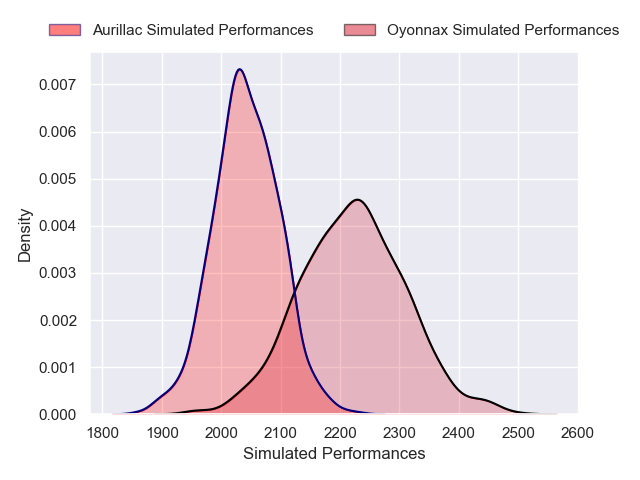 Aurillac Simulated Performances Oyonnax Simulated Performances
0.007
0.006
0.005
0.004
0.003
0.002
0.001
0.000
Density
1800 1900 2000 2100 2200 2300 2400 2500 2600
Simulated Performances